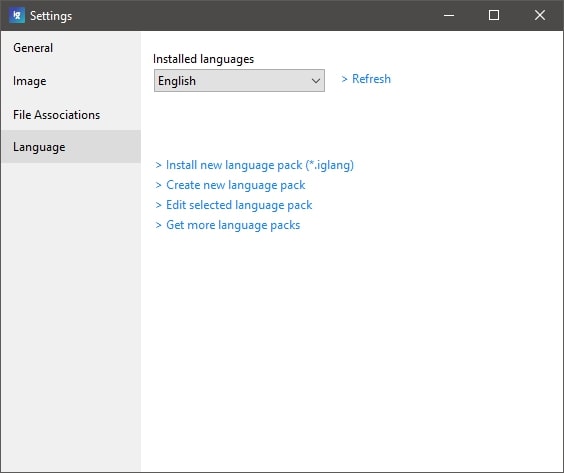 Settings
General
Image
File Associations
Language
Installed languages
English
> Refresh
> Install new language pack (*.iglang)
> Create new language pack
> Edit selected language pack
> Get more language packs